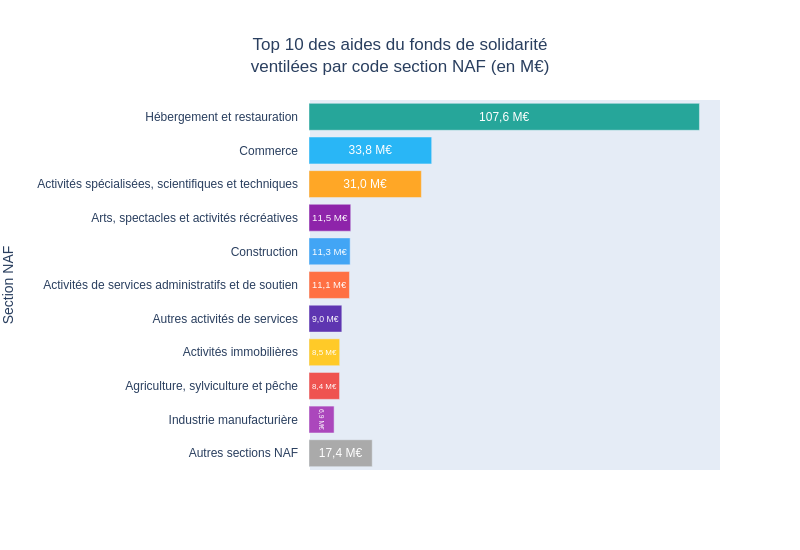 Top 10 des aides du fonds de solidarité
ventilées par code section NAF (en M€)
Section NAF
Hébergement et restauration 107,6 M€
Commerce 33,8 M€
Activités spécialisées, scientifiques et techniques 31,0 M€
Arts, spectacles et activités récréatives 11,5 M€
Construction 11,3 M€
Activités de services administratifs et de soutien 11,1 M€
Autres activités de services 9,0 M€
Activités immobilières 8,5 M€
Agriculture, sylviculture et pêche 8,4 M€
Industrie manufacturière 6,9 M€
Autres sections NAF 17,4 M€